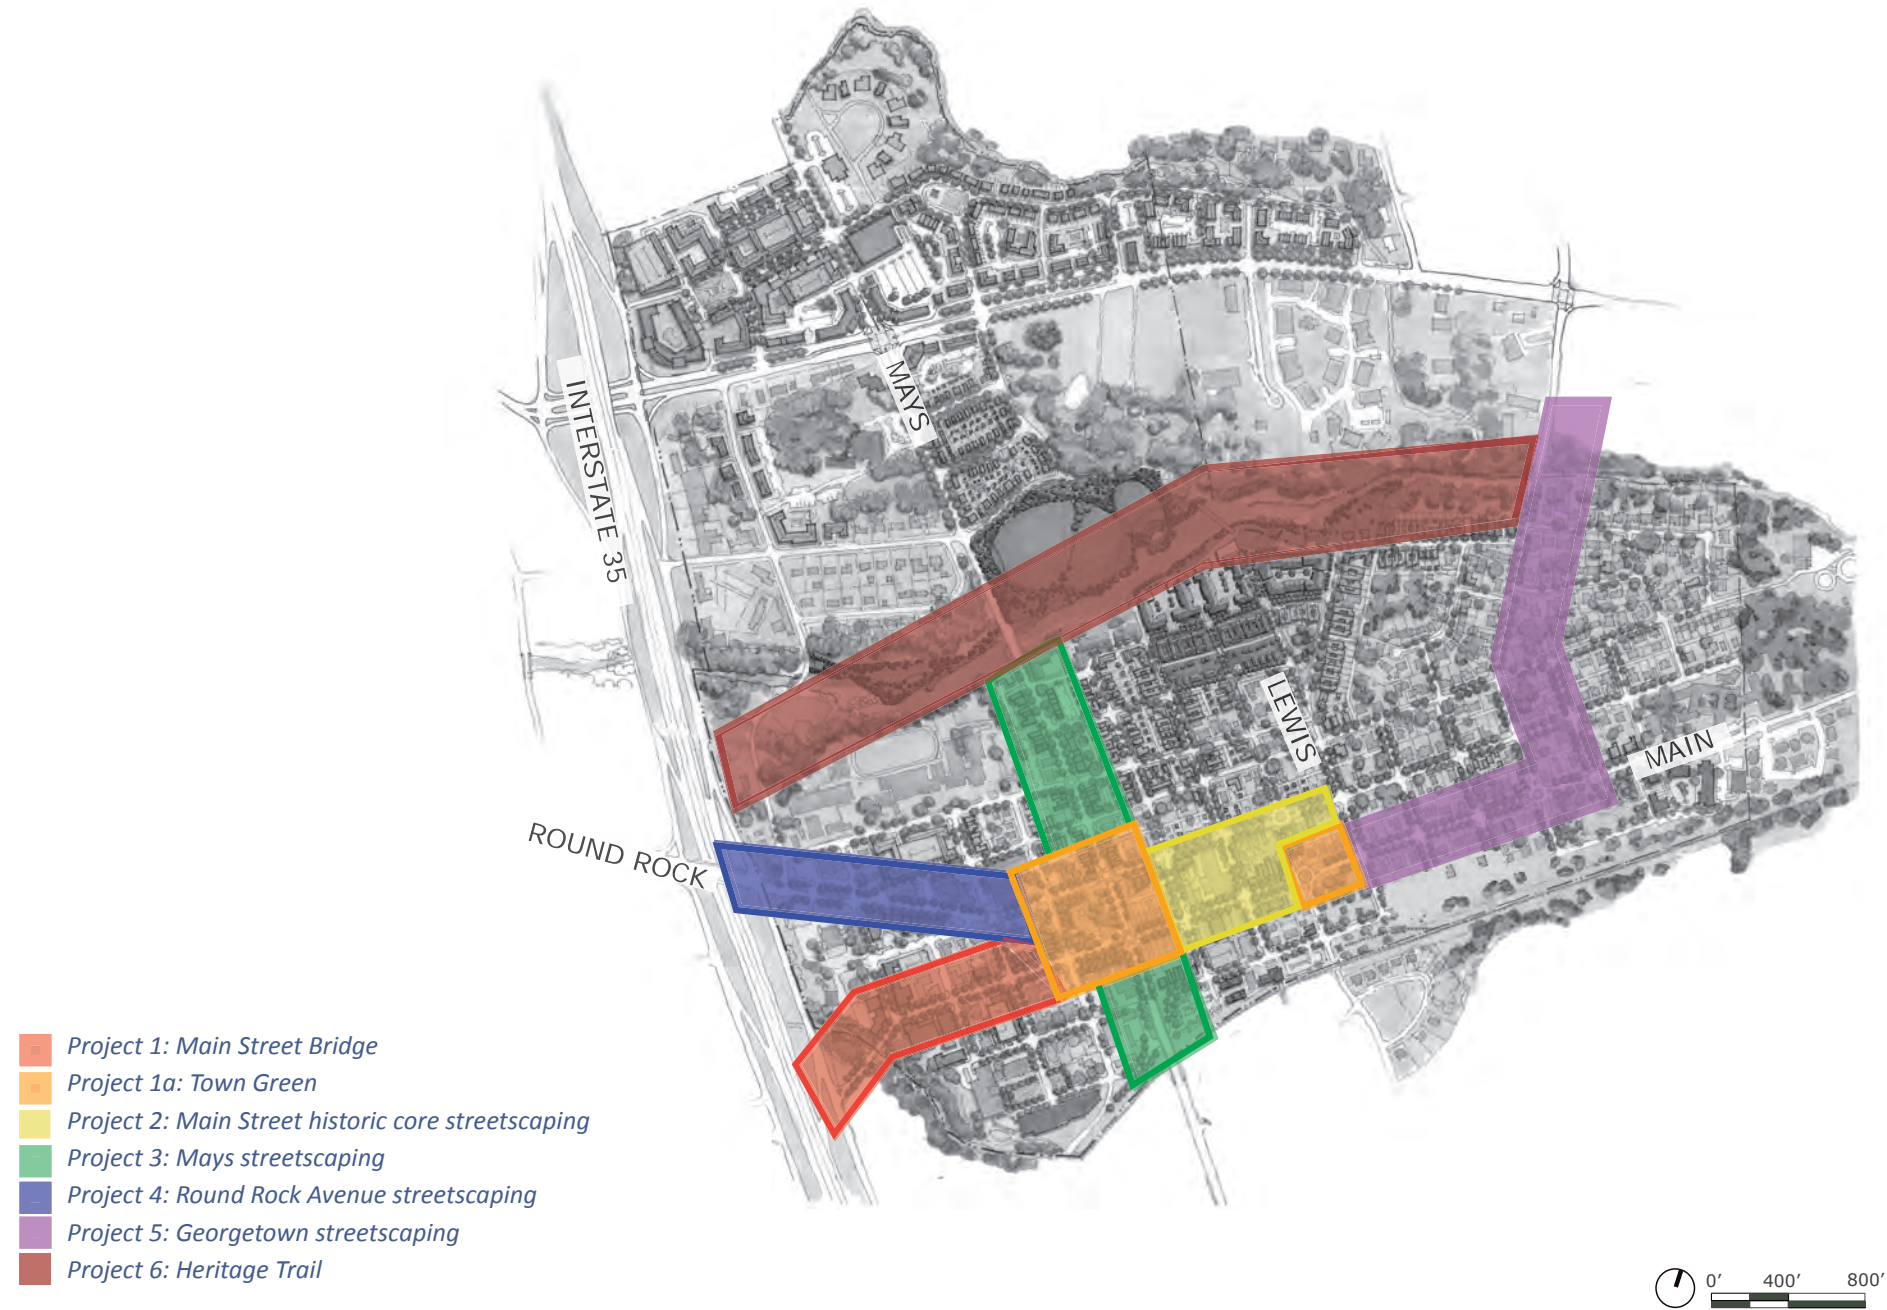 MAYS
INTERSTATE 35
LEWIS
MAIN
ROUND ROCK
Project 1: Main Street Bridge
Project 1a: Town Green
Project 2: Main Street historic core streetscaping
Project 3: Mays streetscaping
Project 4: Round Rock Avenue streetscaping
Project 5: Georgetown streetscaping
Project 6: Heritage Trail
0’ 400’ 800’